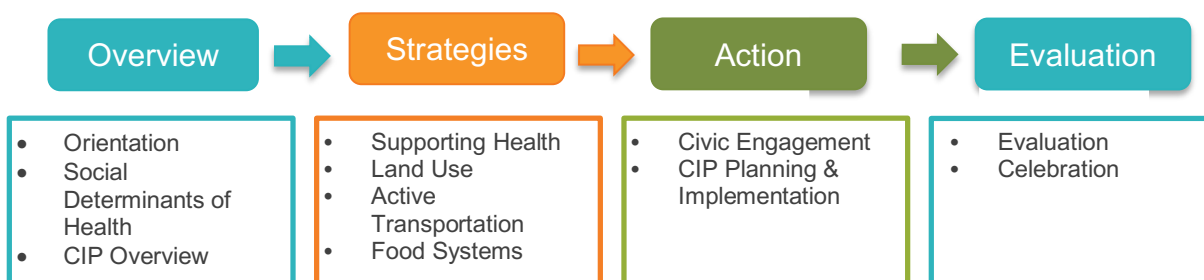 Overview
Strategies
Action
Evaluation
• Orientation
• Social
Determinants of
Health
• CIP Overview
• Supporting Health
• Land Use
• Active
Transportation
• Food Systems
• Civic Engagement
• CIP Planning &
Implementation
• Evaluation
• Celebration